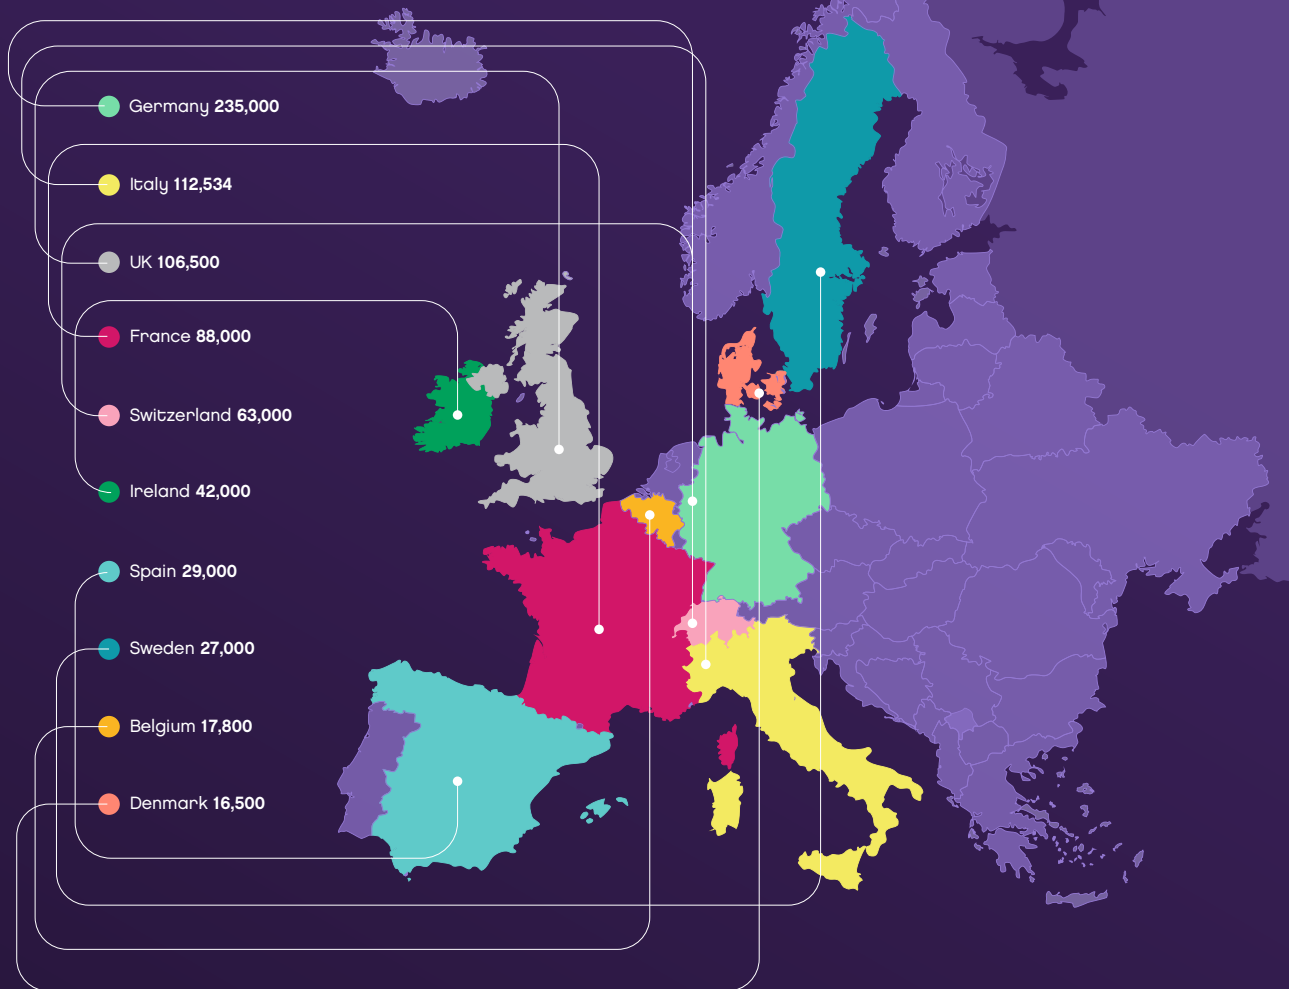 Germany 235,000
Italy 112,534
UK 106,500
France 88,000
Switzerland 63,000
Ireland 42,000
Spain 29,000
Sweden 27,000
Belgium 17,800
Denmark 16,500